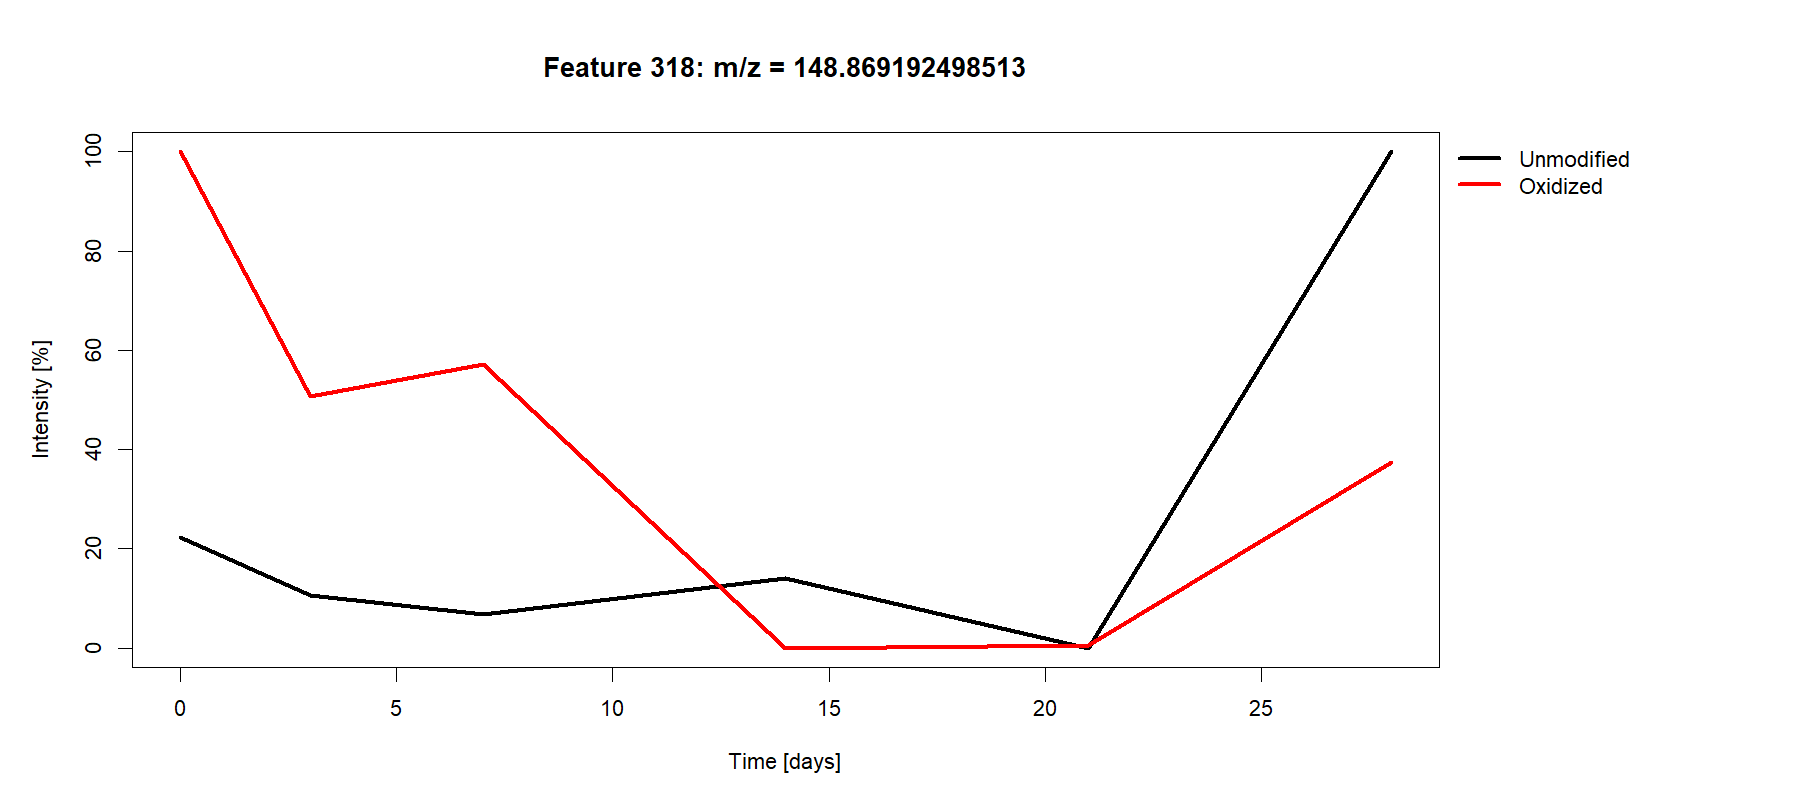 Feature 318: m/z = 148.869192498513
Unmodified
Oxidized
Intensity [%]
100
80
60
40
20
0
0 5 10 15 20 25
Time [days]